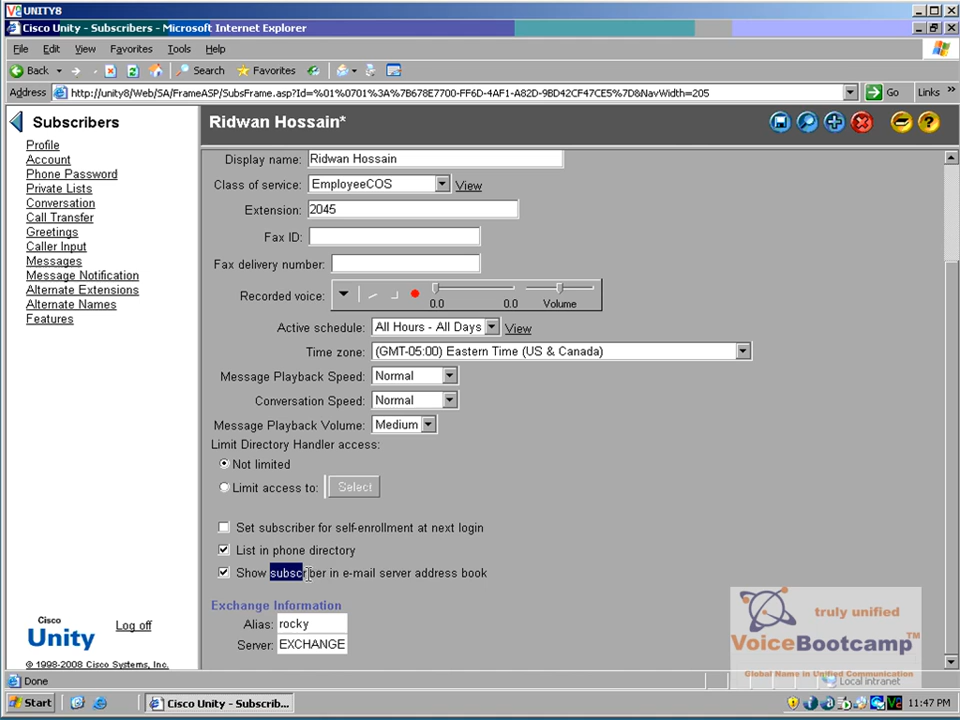 UNITY8
Cisco Unity - Subscribers - Microsoft Internet Explorer
File Edit View Favorites Tools Help
Back Search Favorites
Address http://unity8/Web/SA/FrameASP/SubsFrame.asp?Id=%01%0701%3A%7B678E7700-FF6D-4AF1-A82D-9BD42CF47CE5%7D&NavWidth=205 Go Links »
Subscribers
Ridwan Hossain*
Profile
Account
Phone Password
Private Lists
Conversation
Call Transfer
Greetings
Caller Input
Messages
Message Notification
Alternate Extensions
Alternate Names
Features
Display name: Ridwan Hossain
Class of service: EmployeeCOS View
Extension: 2045
Fax ID:
Fax delivery number:
Recorded voice: 0.0 0.0 Volume
Active schedule: All Hours - All Days View
Time zone: (GMT-05:00) Eastern Time (US & Canada)
Message Playback Speed: Normal
Conversation Speed: Normal
Message Playback Volume: Medium
Limit Directory Handler access:
Not limited
Limit access to: Select
Set subscriber for self-enrollment at next login
List in phone directory
Show subscriber in e-mail server address book
Exchange Information
Alias: rocky
Server: EXCHANGE
Cisco
Unity
Log off
© 1998-2008 Cisco Systems, Inc.
truly unified
VoiceBootcamp™
Global Name in Unified Communication
Done Local intranet
Start Cisco Unity - Subscrib... 11:47 PM